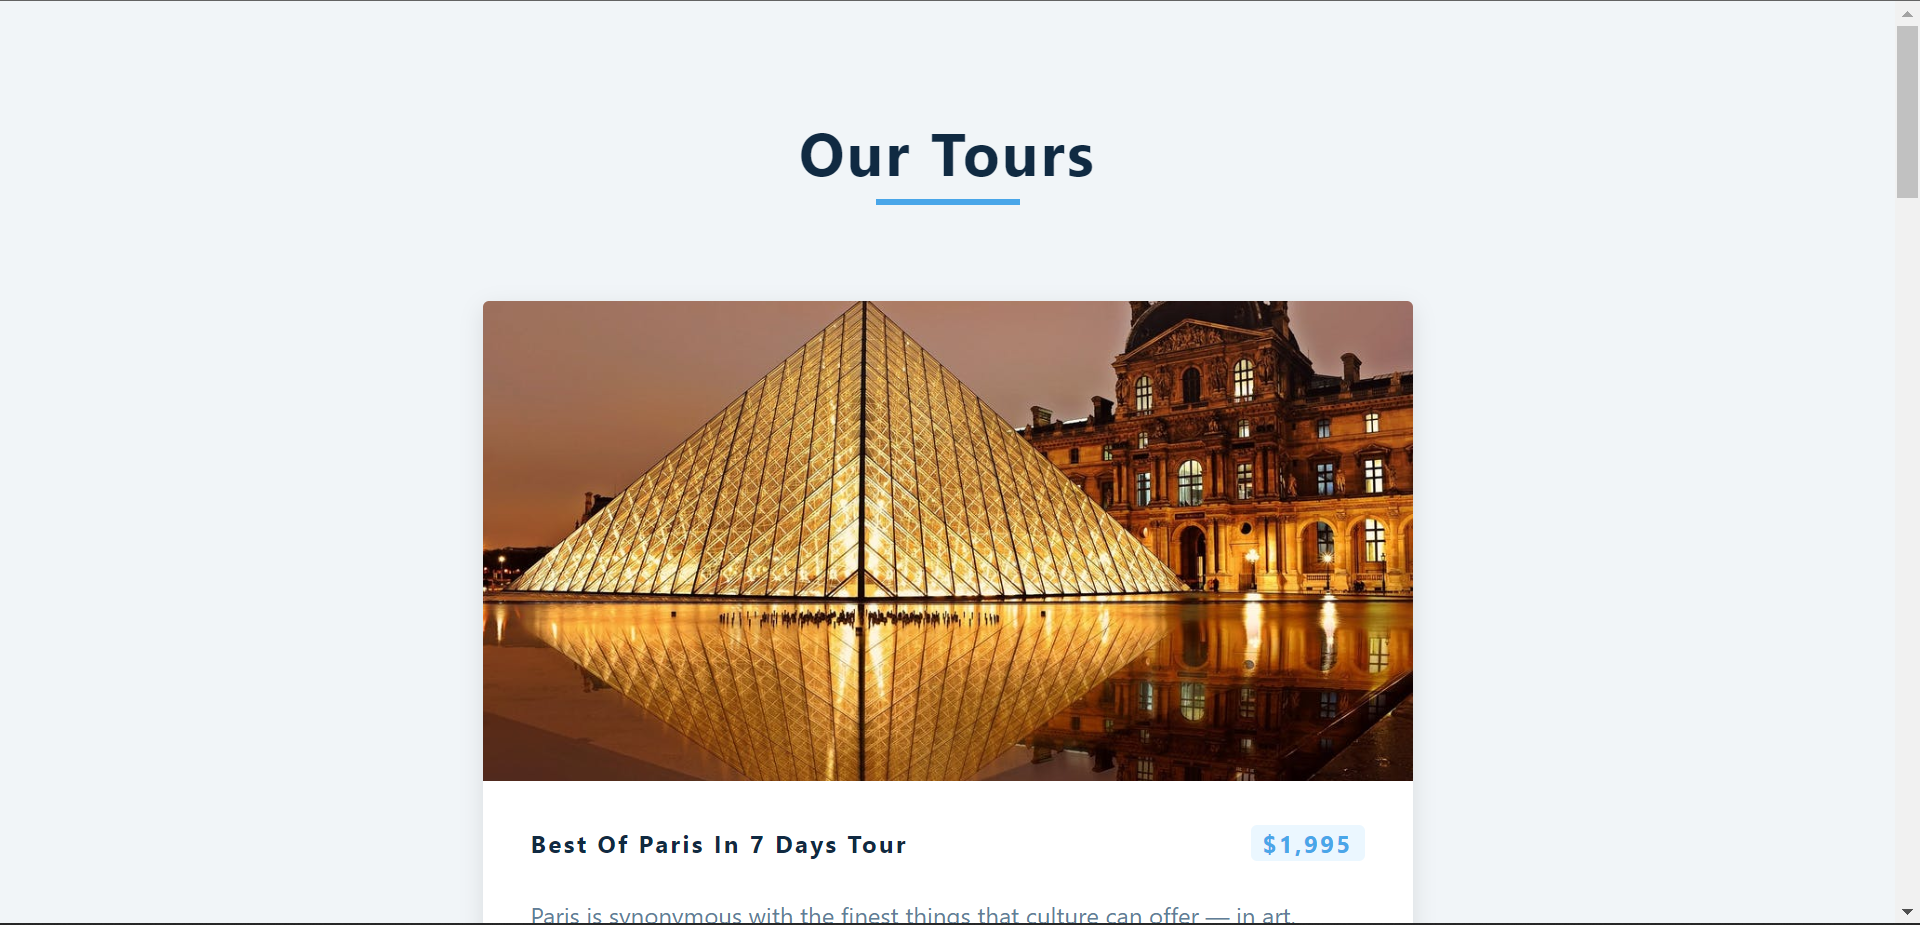 Our Tours
Best Of Paris In 7 Days Tour
$1,995
Paris is synonymous with the finest things that culture can offer — in art,